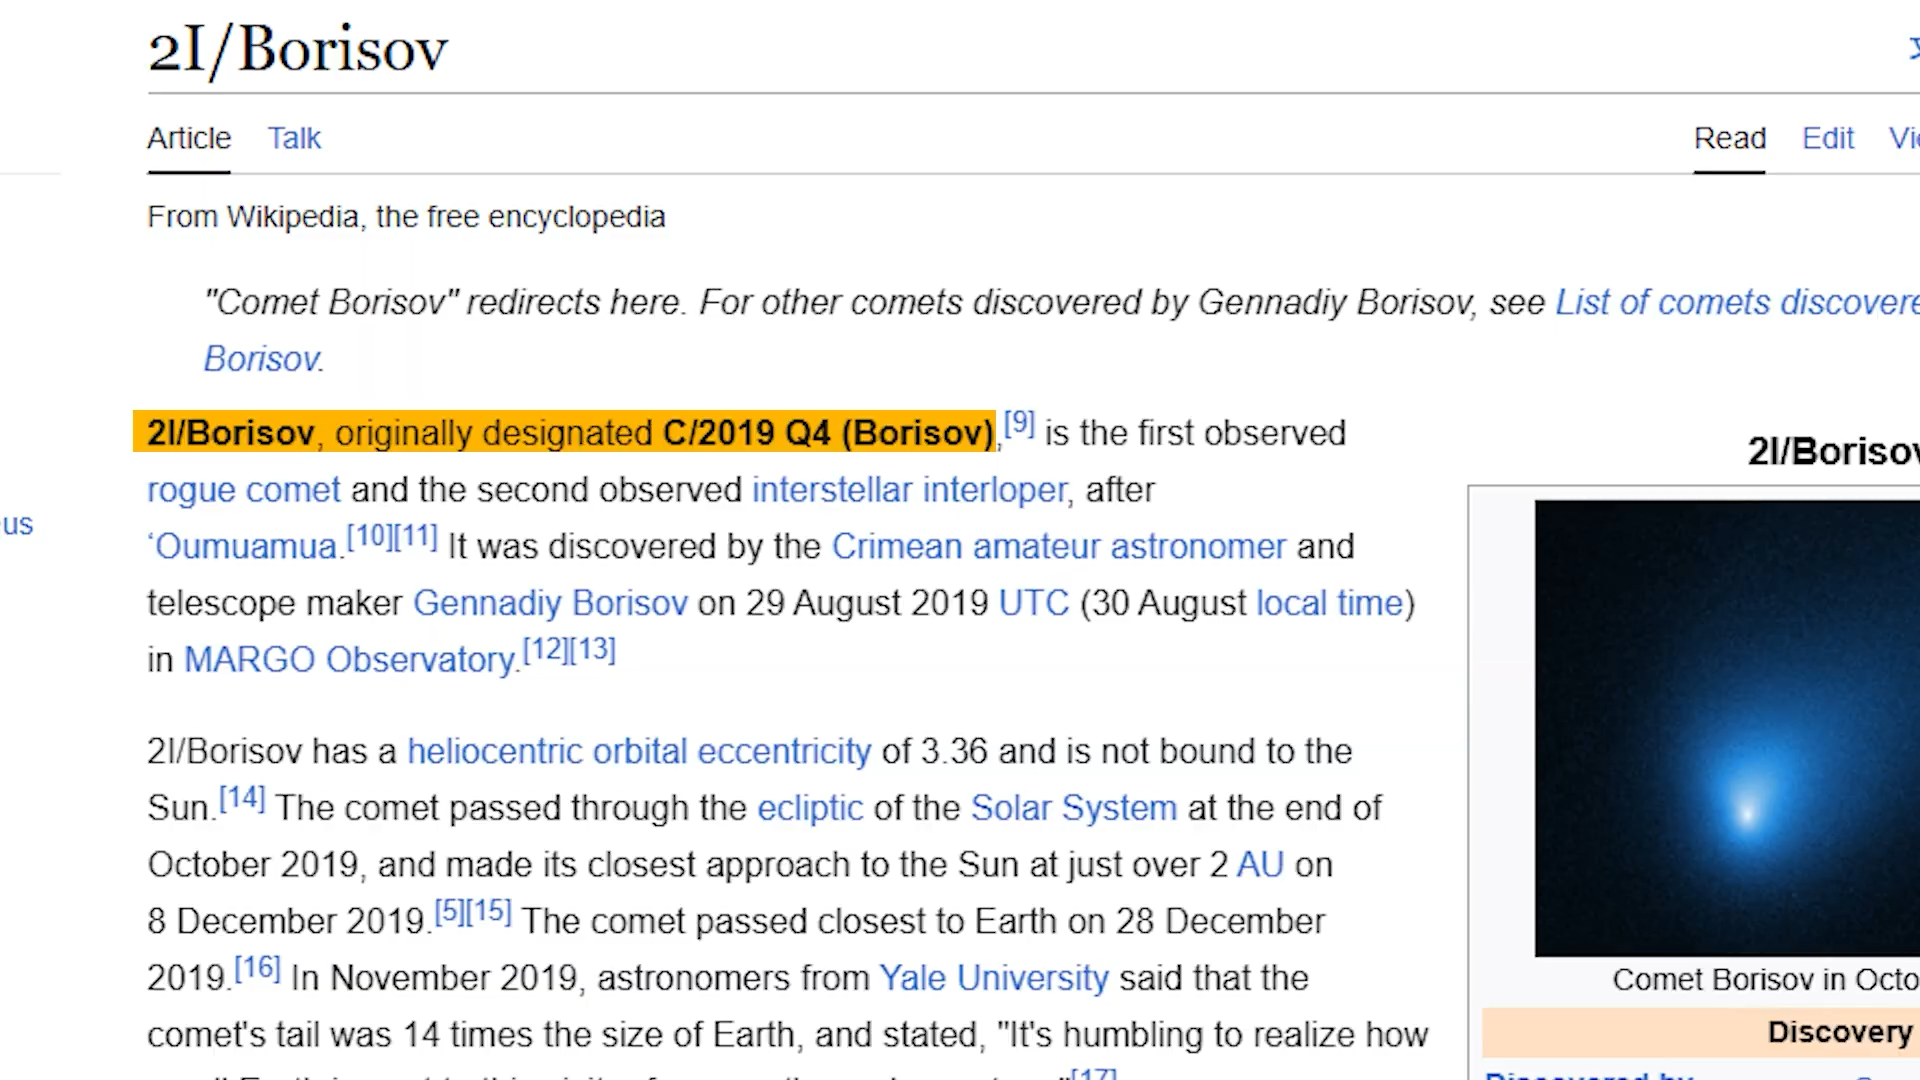 2I/Borisov
Article Talk Read Edit
From Wikipedia, the free encyclopedia
"Comet Borisov" redirects here. For other comets discovered by Gennadiy Borisov, see List of comets
Borisov.
2I/Borisov, originally designated C/2019 Q4 (Borisov),[9] is the first observed
rogue comet and the second observed interstellar interloper, after
ʻOumuamua.[10][11] It was discovered by the Crimean amateur astronomer and
telescope maker Gennadiy Borisov on 29 August 2019 UTC (30 August local time)
in MARGO Observatory.[12][13]
2I/Borisov has a heliocentric orbital eccentricity of 3.36 and is not bound to the
Sun.[14] The comet passed through the ecliptic of the Solar System at the end of
October 2019, and made its closest approach to the Sun at just over 2 AU on
8 December 2019.[5][15] The comet passed closest to Earth on 28 December
2019.[16] In November 2019, astronomers from Yale University said that the
comet's tail was 14 times the size of Earth, and stated, "It's humbling to realize how
[17]
us
2I/Borisov
Comet Borisov in
Discovery